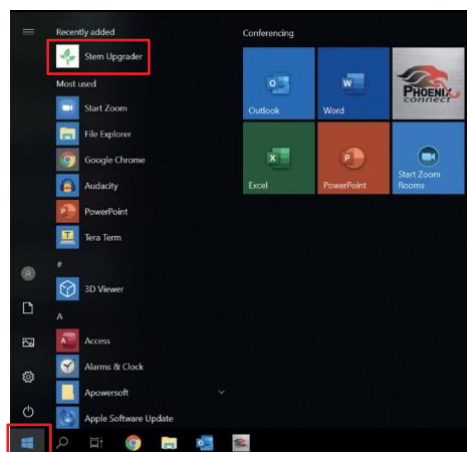 Recently added
Stem Upgrader
Most used
Start Zoom
File Explorer
Google Chrome
Audacity
PowerPoint
Tera Term
#
3D Viewer
A
Access
Alarms & Clock
Apowersoft
Apple Software Update
Conferencing
Outlook
Word
PHOENIX
connect
Excel
PowerPoint
Start Zoom
Rooms